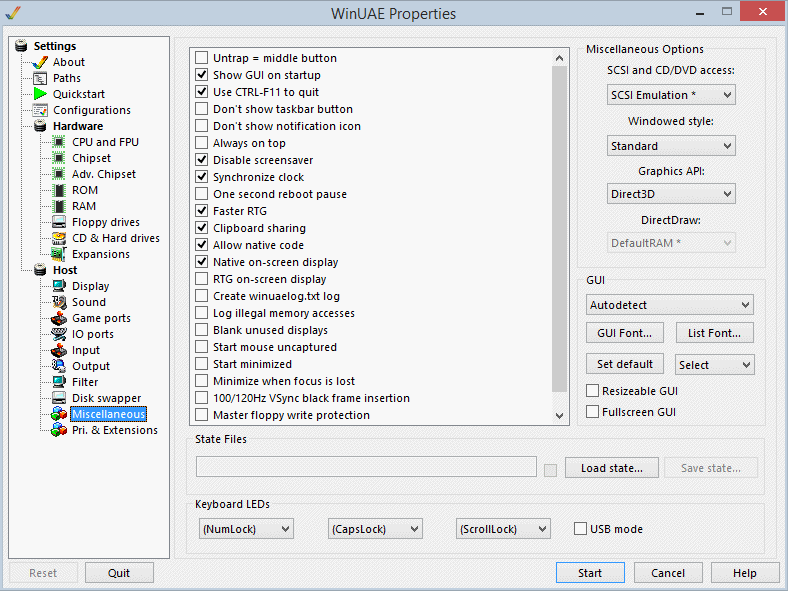 WinUAE Properties
Settings
About
Paths
Quickstart
Configurations
Hardware
CPU and FPU
Chipset
Adv. Chipset
ROM
RAM
Floppy drives
CD & Hard drives
Expansions
Host
Display
Sound
Game ports
IO ports
Input
Output
Filter
Disk swapper
Miscellaneous
Pri. & Extensions
Untrap = middle button
Show GUI on startup
Use CTRL-F11 to quit
Don't show taskbar button
Don't show notification icon
Always on top
Disable screensaver
Synchronize clock
One second reboot pause
Faster RTG
Clipboard sharing
Allow native code
Native on-screen display
RTG on-screen display
Create winuaelog.txt log
Log illegal memory accesses
Blank unused displays
Start mouse uncaptured
Start minimized
Minimize when focus is lost
100/120Hz VSync black frame insertion
Master floppy write protection
Miscellaneous Options
SCSI and CD/DVD access:
SCSI Emulation *
Windowed style:
Standard
Graphics API:
Direct3D
DirectDraw:
DefaultRAM *
GUI
Autodetect
GUI Font... List Font...
Set default Select
Resizeable GUI
Fullscreen GUI
State Files
Load state... Save state...
Keyboard LEDs
(NumLock) (CapsLock) (ScrollLock) USB mode
Reset Quit Start Cancel Help